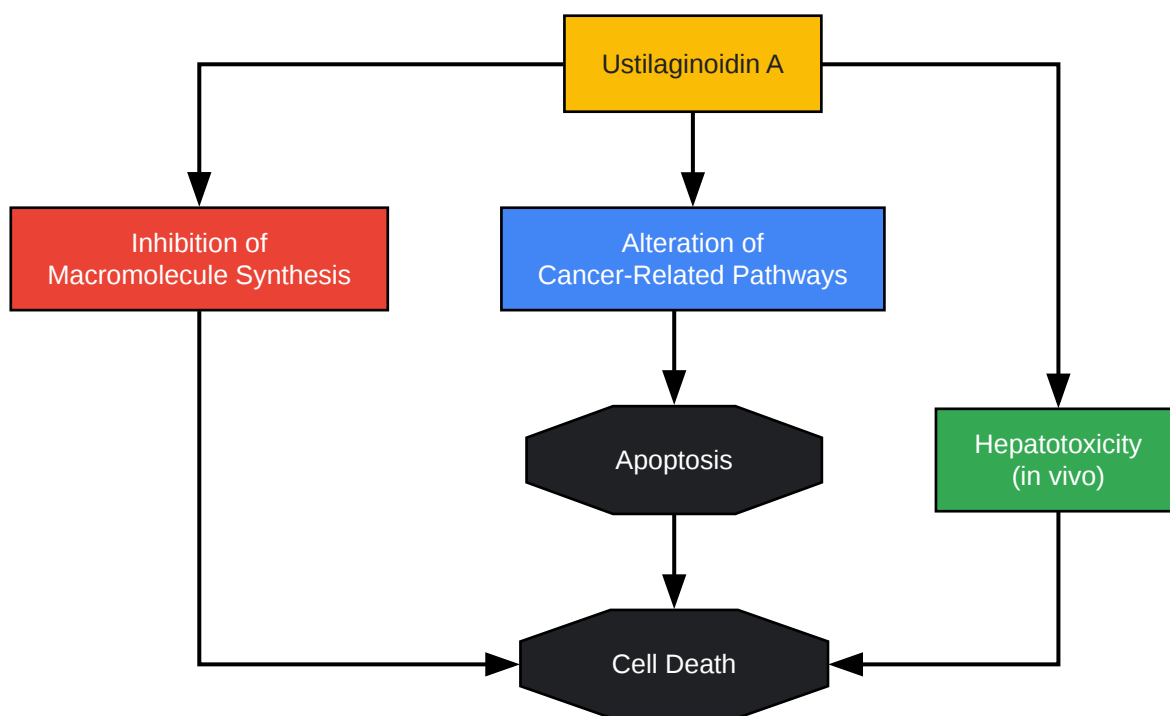 Ustilaginoidin A
Inhibition of
Macromolecule Synthesis
Alteration of
Cancer-Related Pathways
Apoptosis
Hepatotoxicity
(in vivo)
Cell Death